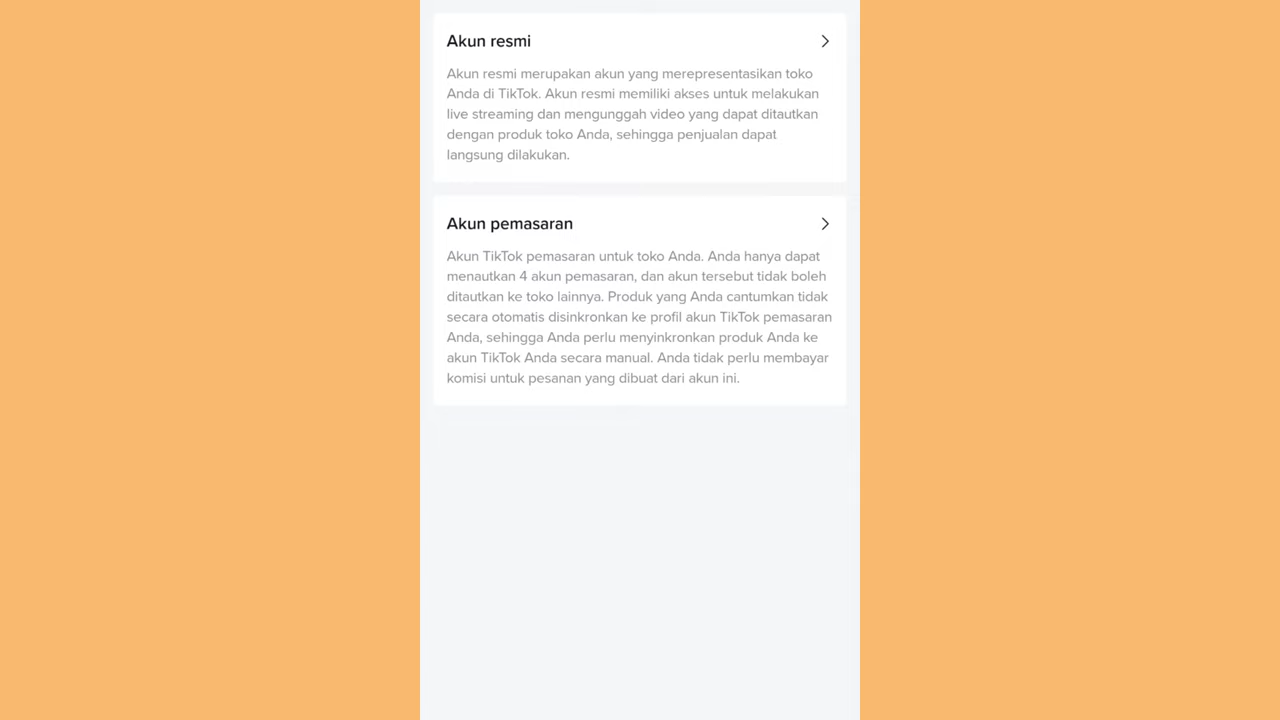 Akun resmi
Akun resmi merupakan akun yang merepresentasikan toko
Anda di TikTok. Akun resmi memiliki akses untuk melakukan
live streaming dan mengunggah video yang dapat ditautkan
dengan produk toko Anda, sehingga penjualan dapat
langsung dilakukan.
Akun pemasaran
Akun TikTok pemasaran untuk toko Anda. Anda hanya dapat
menautkan 4 akun pemasaran, dan akun tersebut tidak boleh
ditautkan ke toko lainnya. Produk yang Anda cantumkan tidak
secara otomatis disinkronkan ke profil akun TikTok pemasaran
Anda, sehingga Anda perlu menyinkronkan produk Anda ke
akun TikTok Anda secara manual. Anda tidak perlu membayar
komisi untuk pesanan yang dibuat dari akun ini.